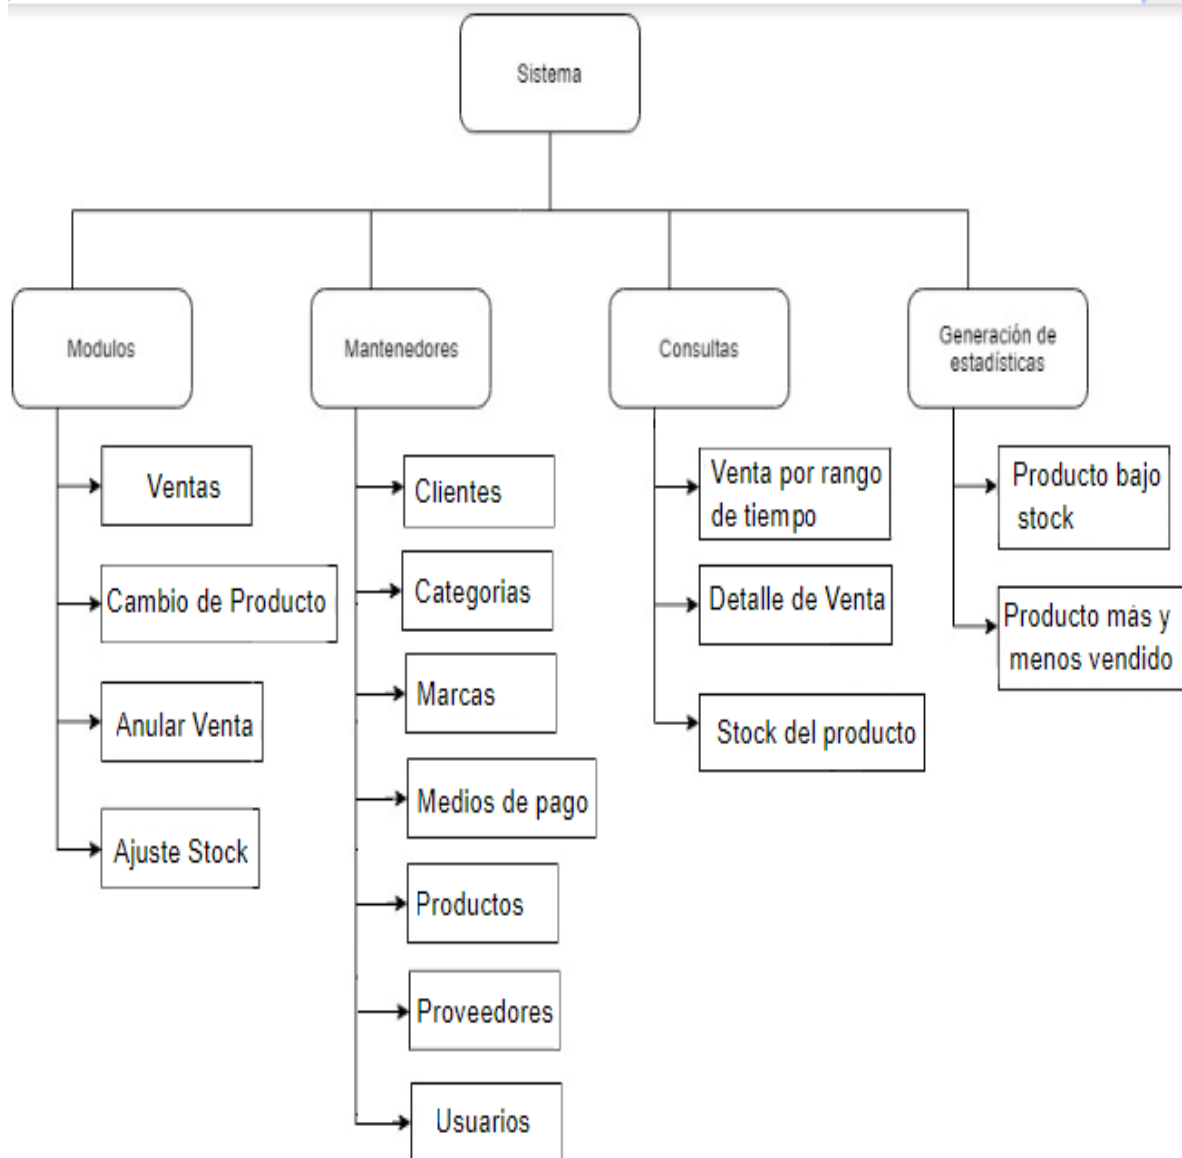 Sistema
Modulos
Mantenedores
Consultas
Generación de
estadísticas
Ventas
Cambio de Producto
Anular Venta
Ajuste Stock
Clientes
Categorias
Marcas
Medios de pago
Productos
Proveedores
Usuarios
Venta por rango
de tiempo
Detalle de Venta
Stock del producto
Producto bajo
stock
Producto más y
menos vendido